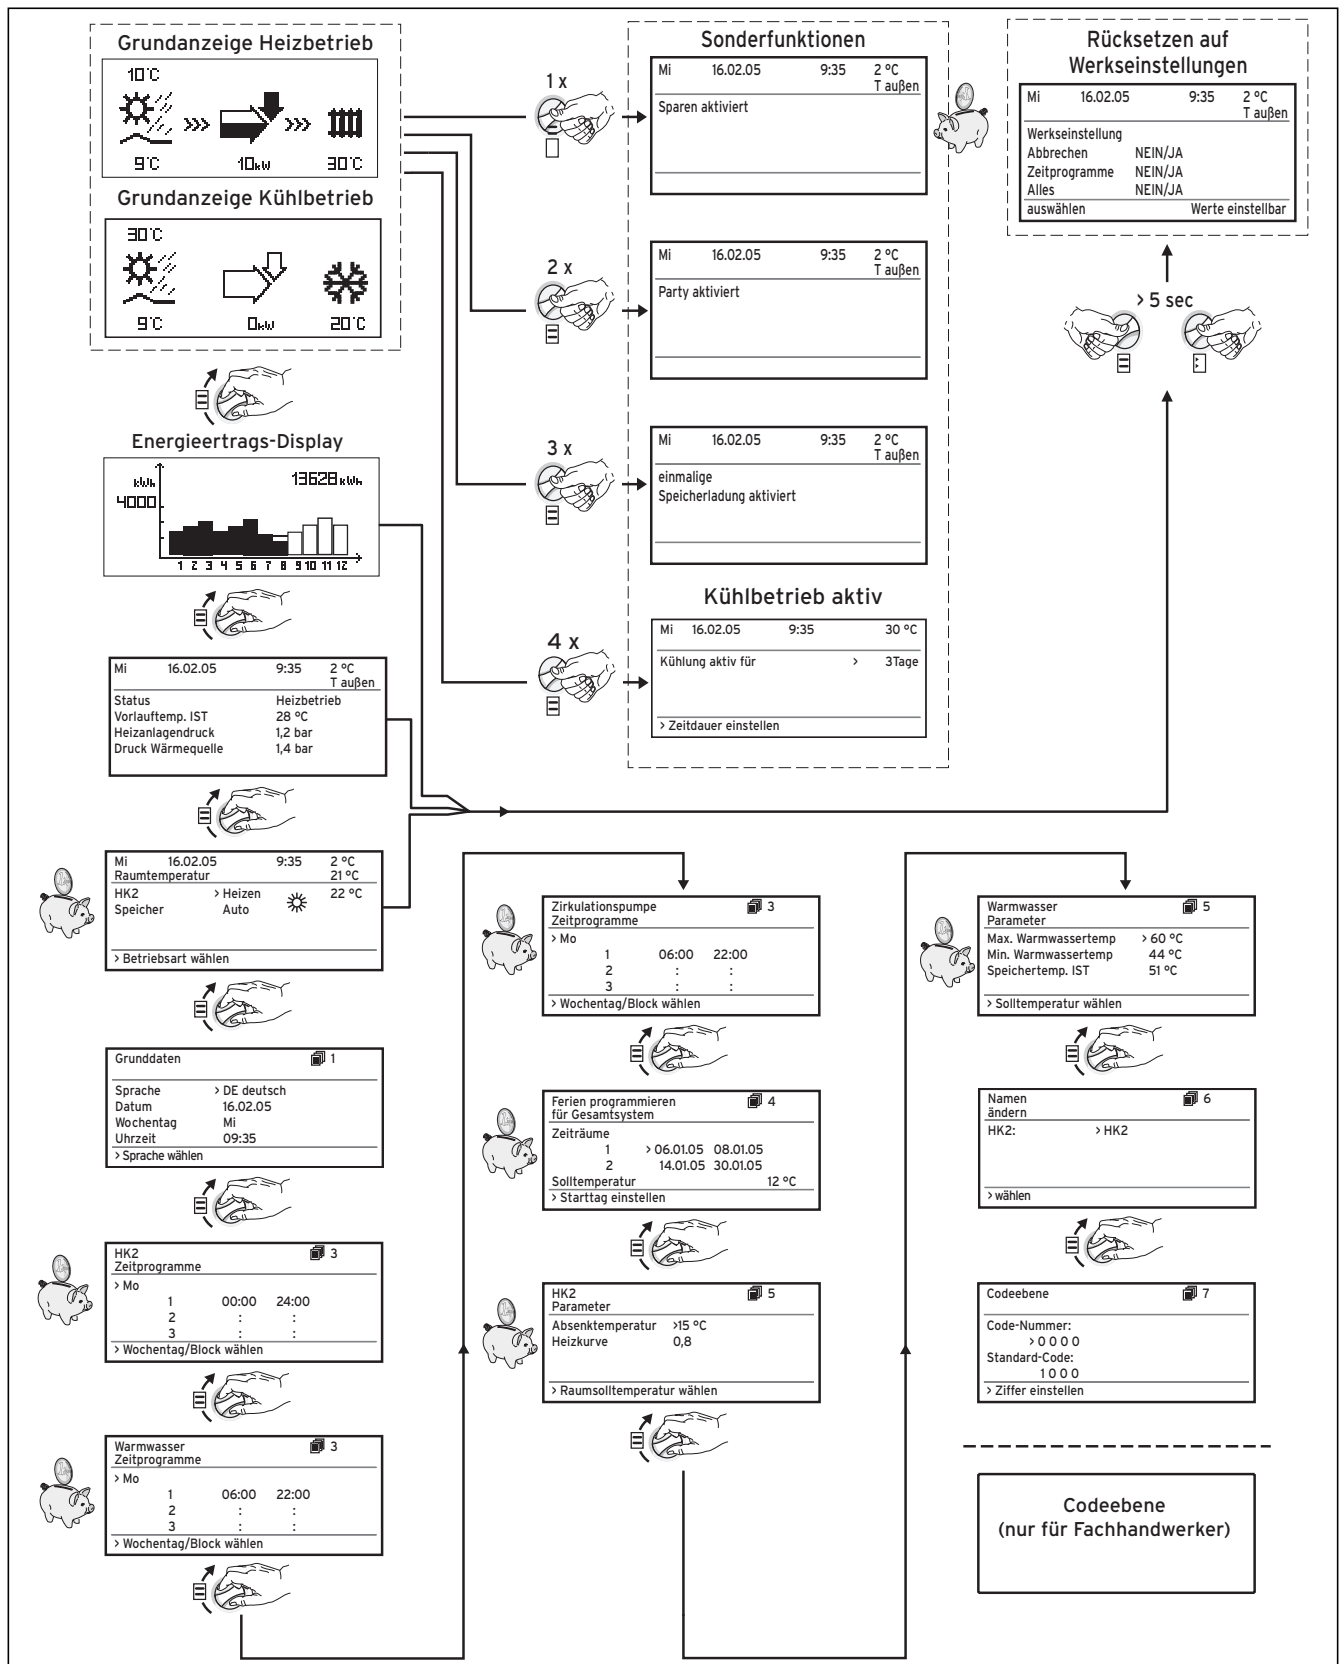 Grundanzeige Heizbetrieb
10°C
9°C 10kW 30°C
Grundanzeige Kühlbetrieb
30°C
9°C 0kW 20°C
Energieertrags-Display
kWh 13628 kWh
4000
1 2 3 4 5 6 7 8 9 10 11 12
Mi 16.02.05 9:35 2 °C
T außen
Status Heizbetrieb
Vorlauftemp. IST 28 °C
Heizanlagendruck 1,2 bar
Druck Wärmequelle 1,4 bar
Mi 16.02.05 9:35 2 °C
Raumtemperatur 21 °C
HK2 > Heizen 22 °C
Speicher Auto
> Betriebsart wählen
Grunddaten 1
Sprache > DE deutsch
Datum 16.02.05
Wochentag Mi
Uhrzeit 09:35
> Sprache wählen
HK2 3
Zeitprogramme
> Mo
1 00:00 24:00
2 : :
3 : :
> Wochentag/Block wählen
Warmwasser 3
Zeitprogramme
> Mo
1 06:00 22:00
2 : :
3 : :
> Wochentag/Block wählen
Sonderfunktionen
1 x
Mi 16.02.05 9:35 2 °C
T außen
Sparen aktiviert
2 x
Mi 16.02.05 9:35 2 °C
T außen
Party aktiviert
3 x
Mi 16.02.05 9:35 2 °C
T außen
einmalige
Speicherladung aktiviert
Kühlbetrieb aktiv
4 x
Mi 16.02.05 9:35 30 °C
Kühlung aktiv für > 3Tage
> Zeitdauer einstellen
Rücksetzen auf
Werkseinstellungen
Mi 16.02.05 9:35 2 °C
T außen
Werkseinstellung
Abbrechen NEIN/JA
Zeitprogramme NEIN/JA
Alles NEIN/JA
auswählen Werte einstellbar
> 5 sec
Zirkulationspumpe 3
Zeitprogramme
> Mo
1 06:00 22:00
2 : :
3 : :
> Wochentag/Block wählen
Ferien programmieren 4
für Gesamtsystem
Zeiträume
1 > 06.01.05 08.01.05
2 14.01.05 30.01.05
Solltemperatur 12 °C
> Starttag einstellen
HK2 5
Parameter
Absenktemperatur >15 °C
Heizkurve 0,8
> Raumsolltemperatur wählen
Warmwasser 5
Parameter
Max. Warmwassertemp > 60 °C
Min. Warmwassertemp 44 °C
Speichertemp. IST 51 °C
> Solltemperatur wählen
Namen 6
ändern
HK2: > HK2
> wählen
Codeebene 7
Code-Nummer:
> 0 0 0 0
Standard-Code:
1 0 0 0
> Ziffer einstellen
Codeebene
(nur für Fachhandwerker)